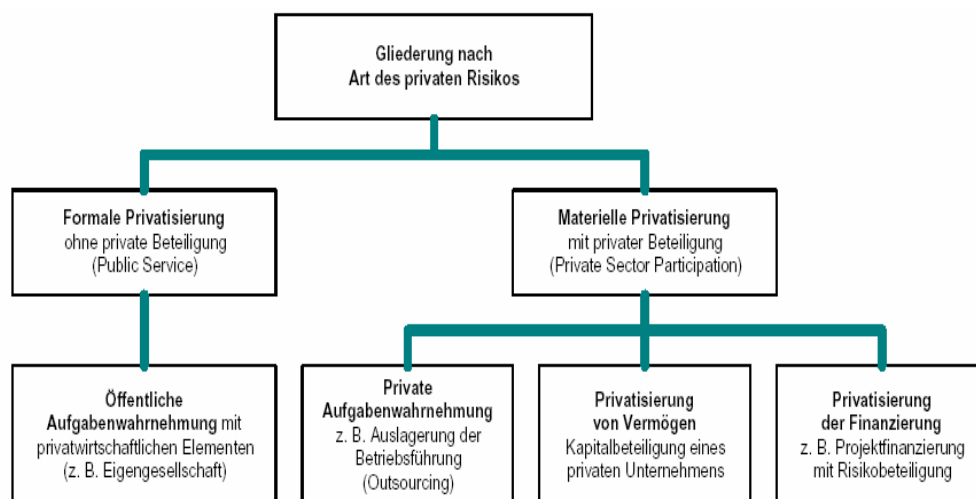 Gliederung nach
Art des privaten Risikos
Formale Privatisierung
ohne private Beteiligung
(Public Service)
Materielle Privatisierung
mit privater Beteiligung
(Private Sector Participation)
Öffentliche
Aufgabenwahrnehmung mit
privatwirtschaftlichen Elementen
(z. B. Eigengesellschaft)
Private
Aufgabenwahrnehmung
z. B. Auslagerung der
Betriebsführung
(Outsourcing)
Privatisierung
von Vermögen
Kapitalbeteiligung eines
privaten Unternehmens
Privatisierung
der Finanzierung
z. B. Projektfinanzierung
mit Risikobeteiligung